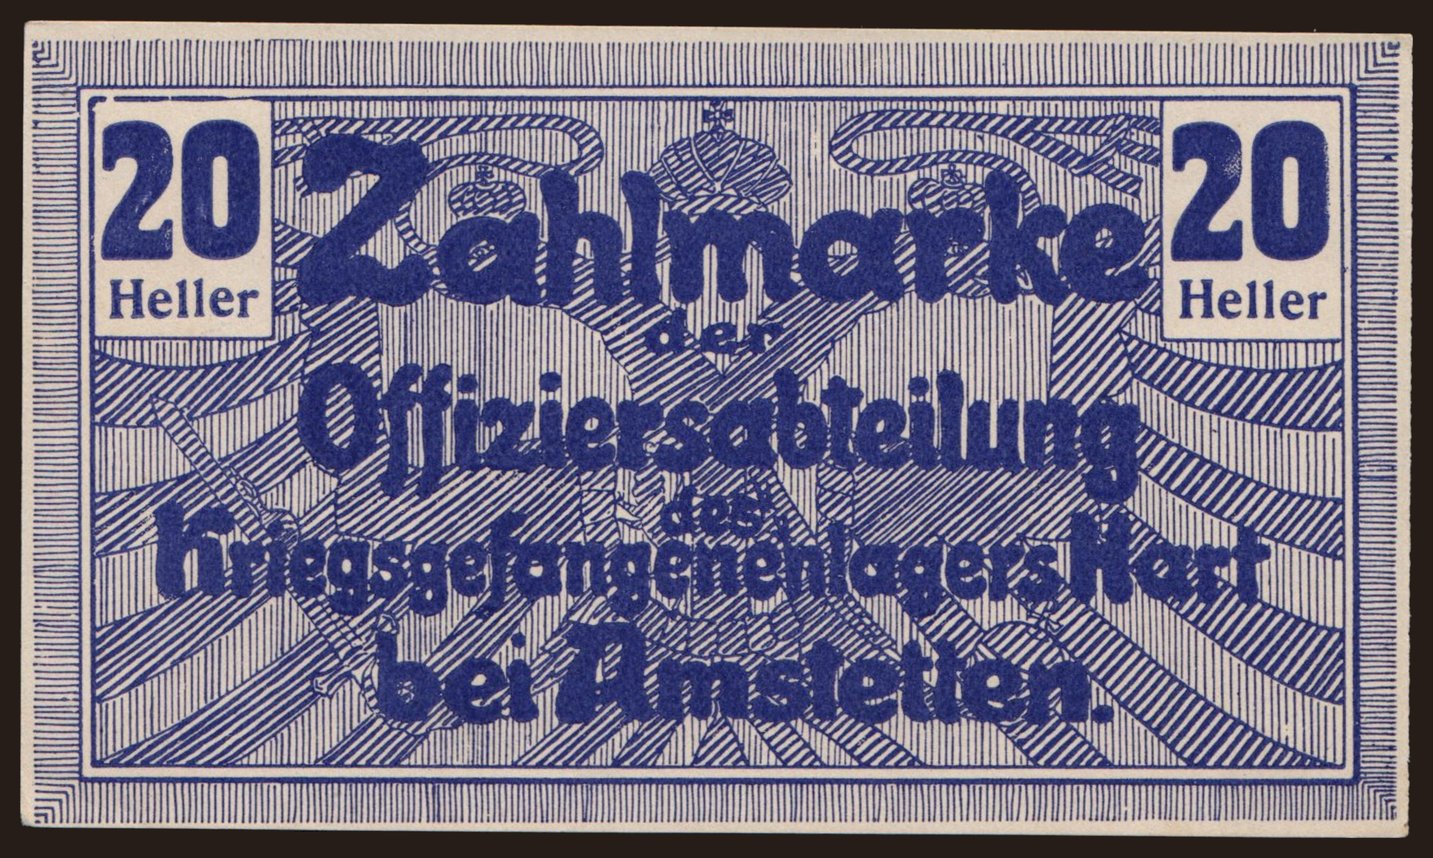 20
Heller
20
Heller
Zahlmarke
der
Offiziersabteilung
des
Kriegsgefangenenlagers Hart
bei Amstetten.